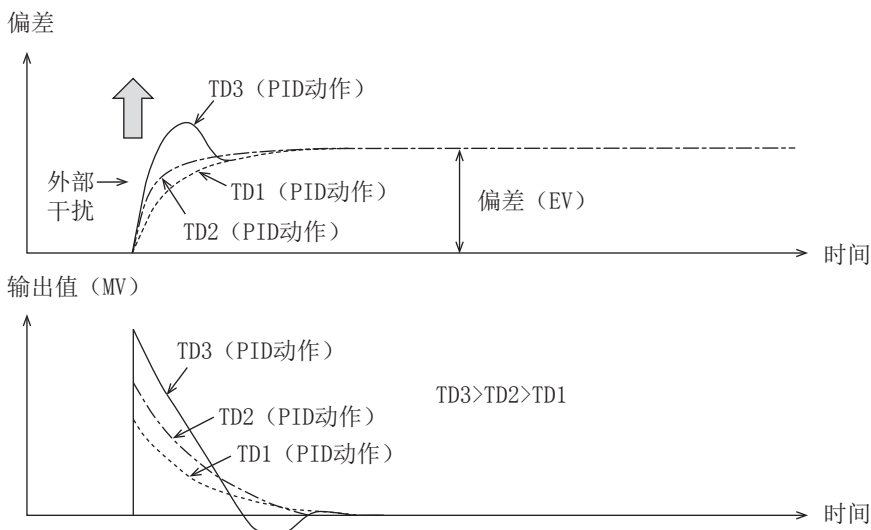 偏差
TD3（PID动作）
外部
干扰
TD1（PID动作）
TD2（PID动作）
偏差（EV）
时间
输出值（MV）
TD3（PID动作）
TD3>TD2>TD1
TD2（PID动作）
TD1（PID动作）
时间